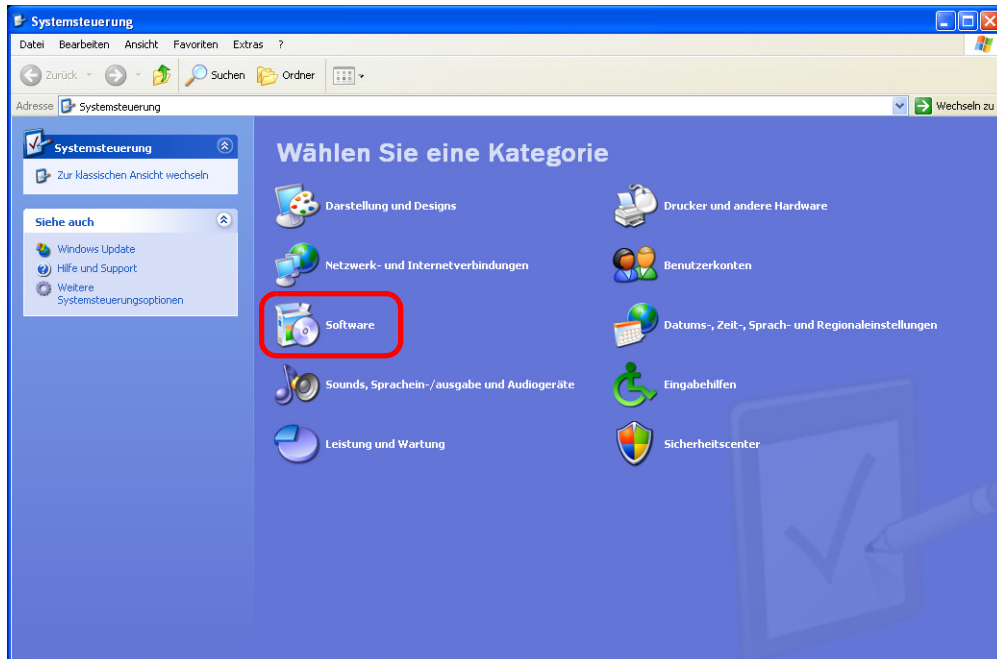 Systemsteuerung
Datei Bearbeiten Ansicht Favoriten Extras ?
Zurück Suchen Ordner
Adresse Systemsteuerung Wechseln zu
Systemsteuerung
Zur klassischen Ansicht wechseln
Siehe auch
Windows Update
Hilfe und Support
Weitere
Systemsteuerungsoptionen
Wählen Sie eine Kategorie
Darstellung und Designs
Drucker und andere Hardware
Netzwerk- und Internetverbindungen
Benutzerkonten
Software
Datums-, Zeit-, Sprach- und Regionaleinstellungen
Sounds, Sprachein-/ausgabe und Audiogeräte
Eingabehilfen
Leistung und Wartung
Sicherheitscenter